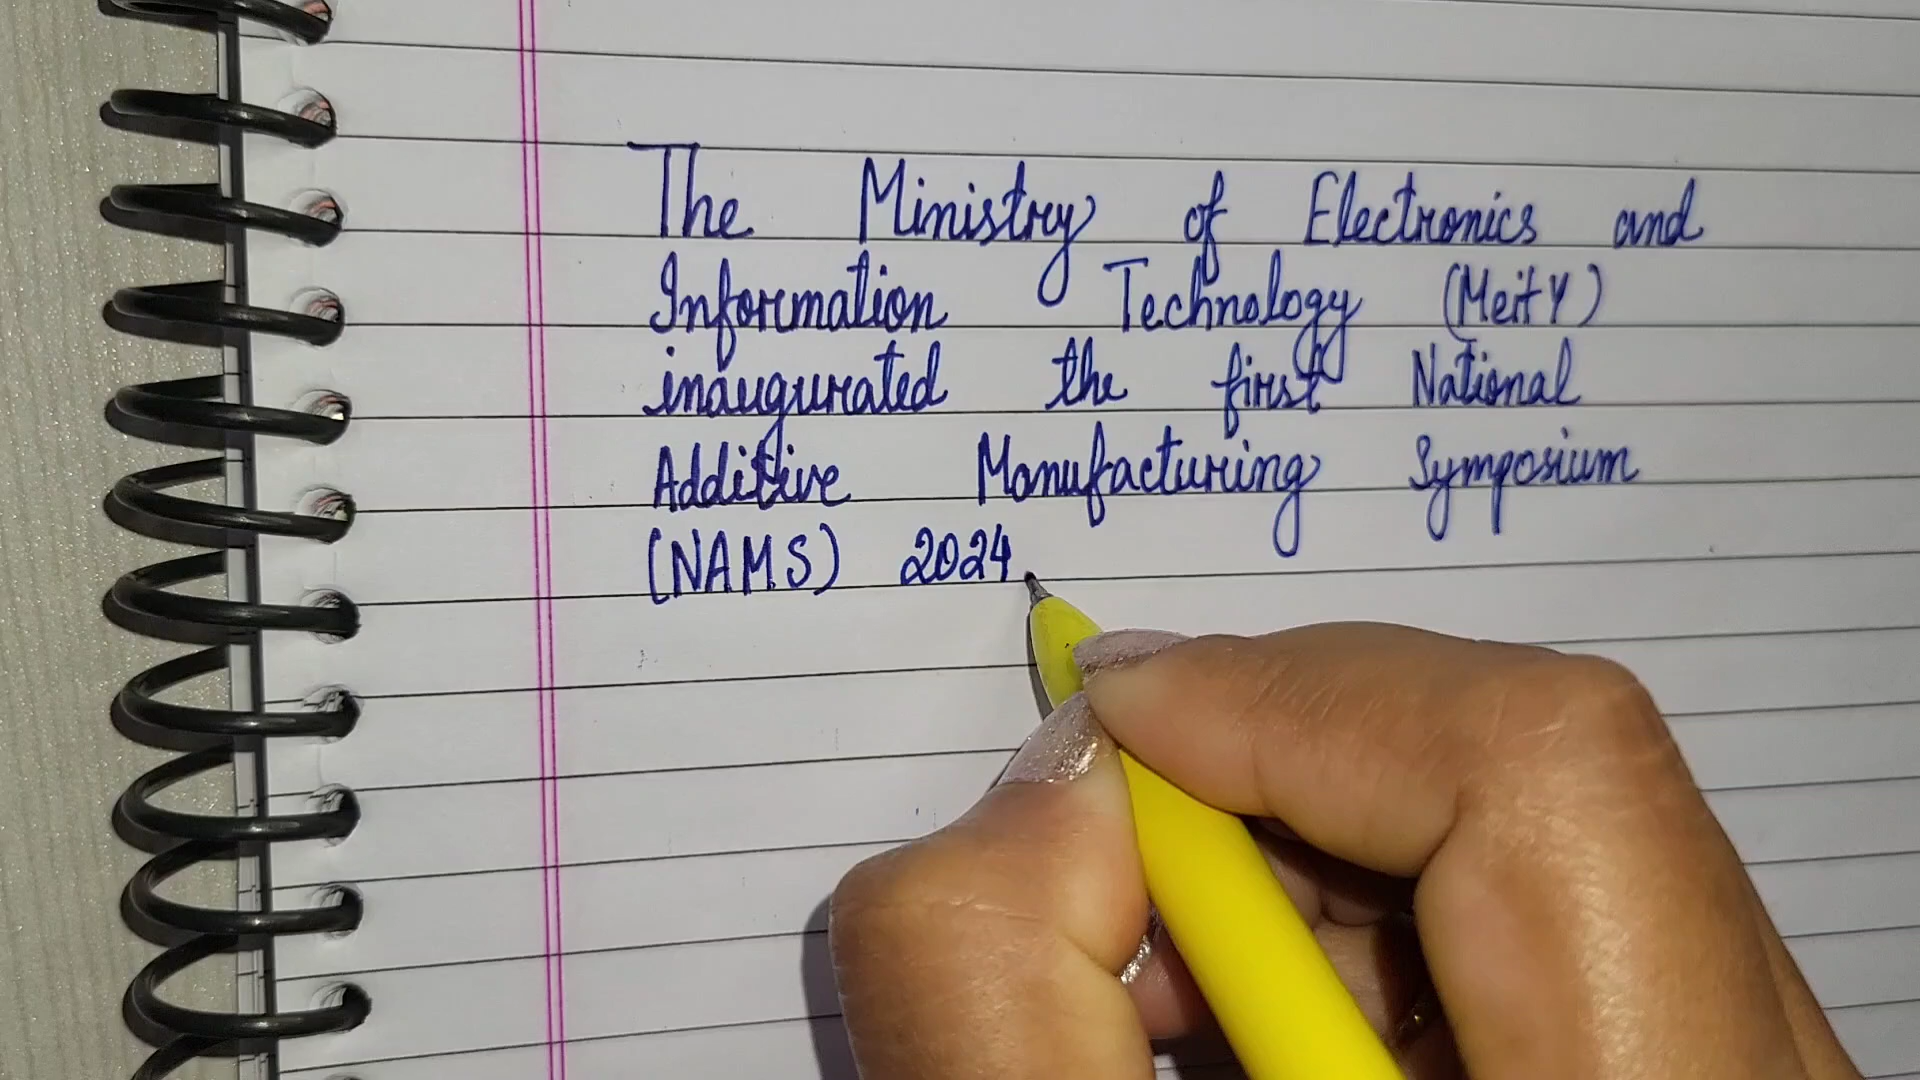 The Ministry of Electronics and
Information Technology (MeitY)
inaugurated the first National
Additive Manufacturing Symposium
(NAMS) 2024.